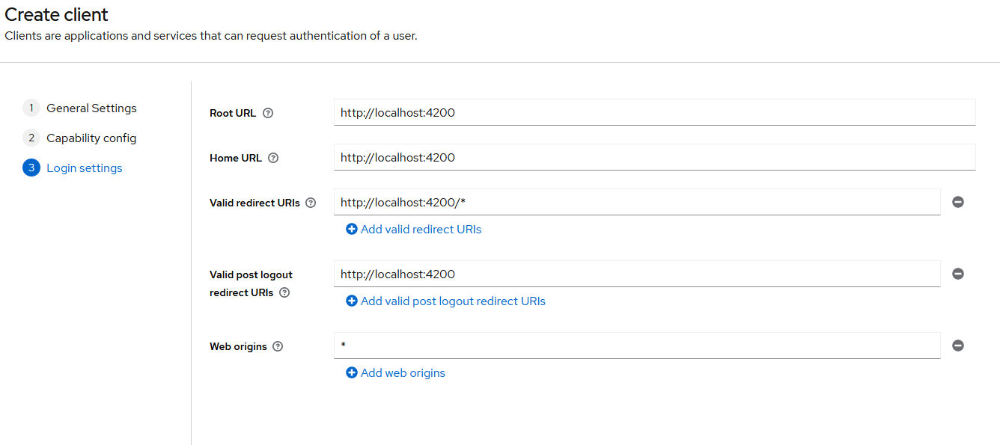 Create client
Clients are applications and services that can request authentication of a user.
1 General Settings
2 Capability config
3 Login settings
Root URL ? http://localhost:4200
Home URL ? http://localhost:4200
Valid redirect URIs ? http://localhost:4200/*
Add valid redirect URIs
Valid post logout
redirect URIs ? http://localhost:4200
Add valid post logout redirect URIs
Web origins ? *
Add web origins